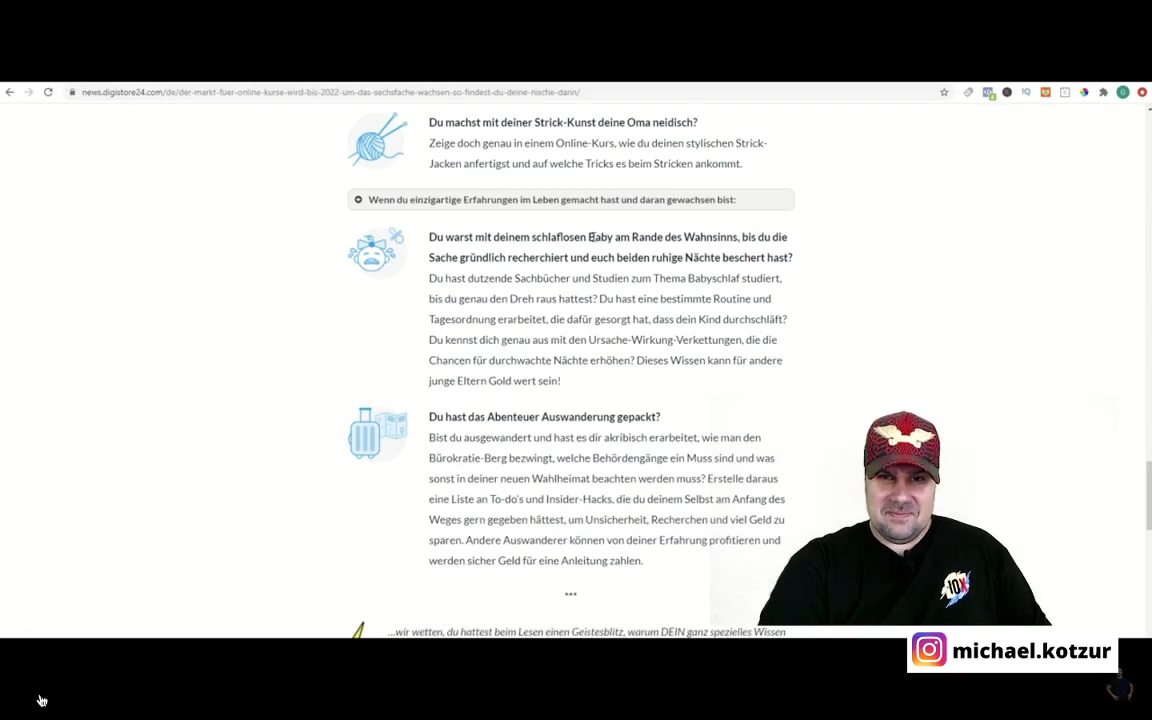 news.digistore24.com/de/der-markt-fuer-online-kurse-wird-bis-2022-um-das-sechsfache-wachsen-so-findest-du-deine-nische-darin/
Du machst mit deiner Strick-Kunst deine Oma neidisch?
Zeige doch genau in einem Online-Kurs, wie du deinen stylischen Strick-
Jacken anfertigst und auf welche Tricks es beim Stricken ankommt.
Wenn du einzigartige Erfahrungen im Leben gemacht hast und daran gewachsen bist:
Du warst mit deinem schlaflosen Baby am Rande des Wahnsinns, bis du die
Sache gründlich recherchiert und euch beiden ruhige Nächte beschert hast?
Du hast dutzende Sachbücher und Studien zum Thema Babyschlaf studiert,
bis du genau den Dreh raus hattest? Du hast eine bestimmte Routine und
Tagesordnung erarbeitet, die dafür gesorgt hat, dass dein Kind durchschläft?
Du kennst dich genau aus mit den Ursache-Wirkung-Verkettungen, die die
Chancen für durchwachte Nächte erhöhen? Dieses Wissen kann für andere
junge Eltern Gold wert sein!
Du hast das Abenteuer Auswanderung gepackt?
Bist du ausgewandert und hast es dir akribisch erarbeitet, wie man den
Bürokratie-Berg bezwingt, welche Behördengänge ein Muss sind und was
sonst in deiner neuen Wahlheimat beachten werden muss? Erstelle daraus
eine Liste an To-do's und Insider-Hacks, die du deinem Selbst am Anfang des
Weges gern gegeben hättest, um Unsicherheit, Recherchen und viel Geld zu
sparen. Andere Auswanderer können von deiner Erfahrung profitieren und
werden sicher Geld für eine Anleitung zahlen.
***
...wir wetten, du hattest beim Lesen einen Geistesblitz, warum DEIN ganz spezielles Wissen
10X
michael.kotzur